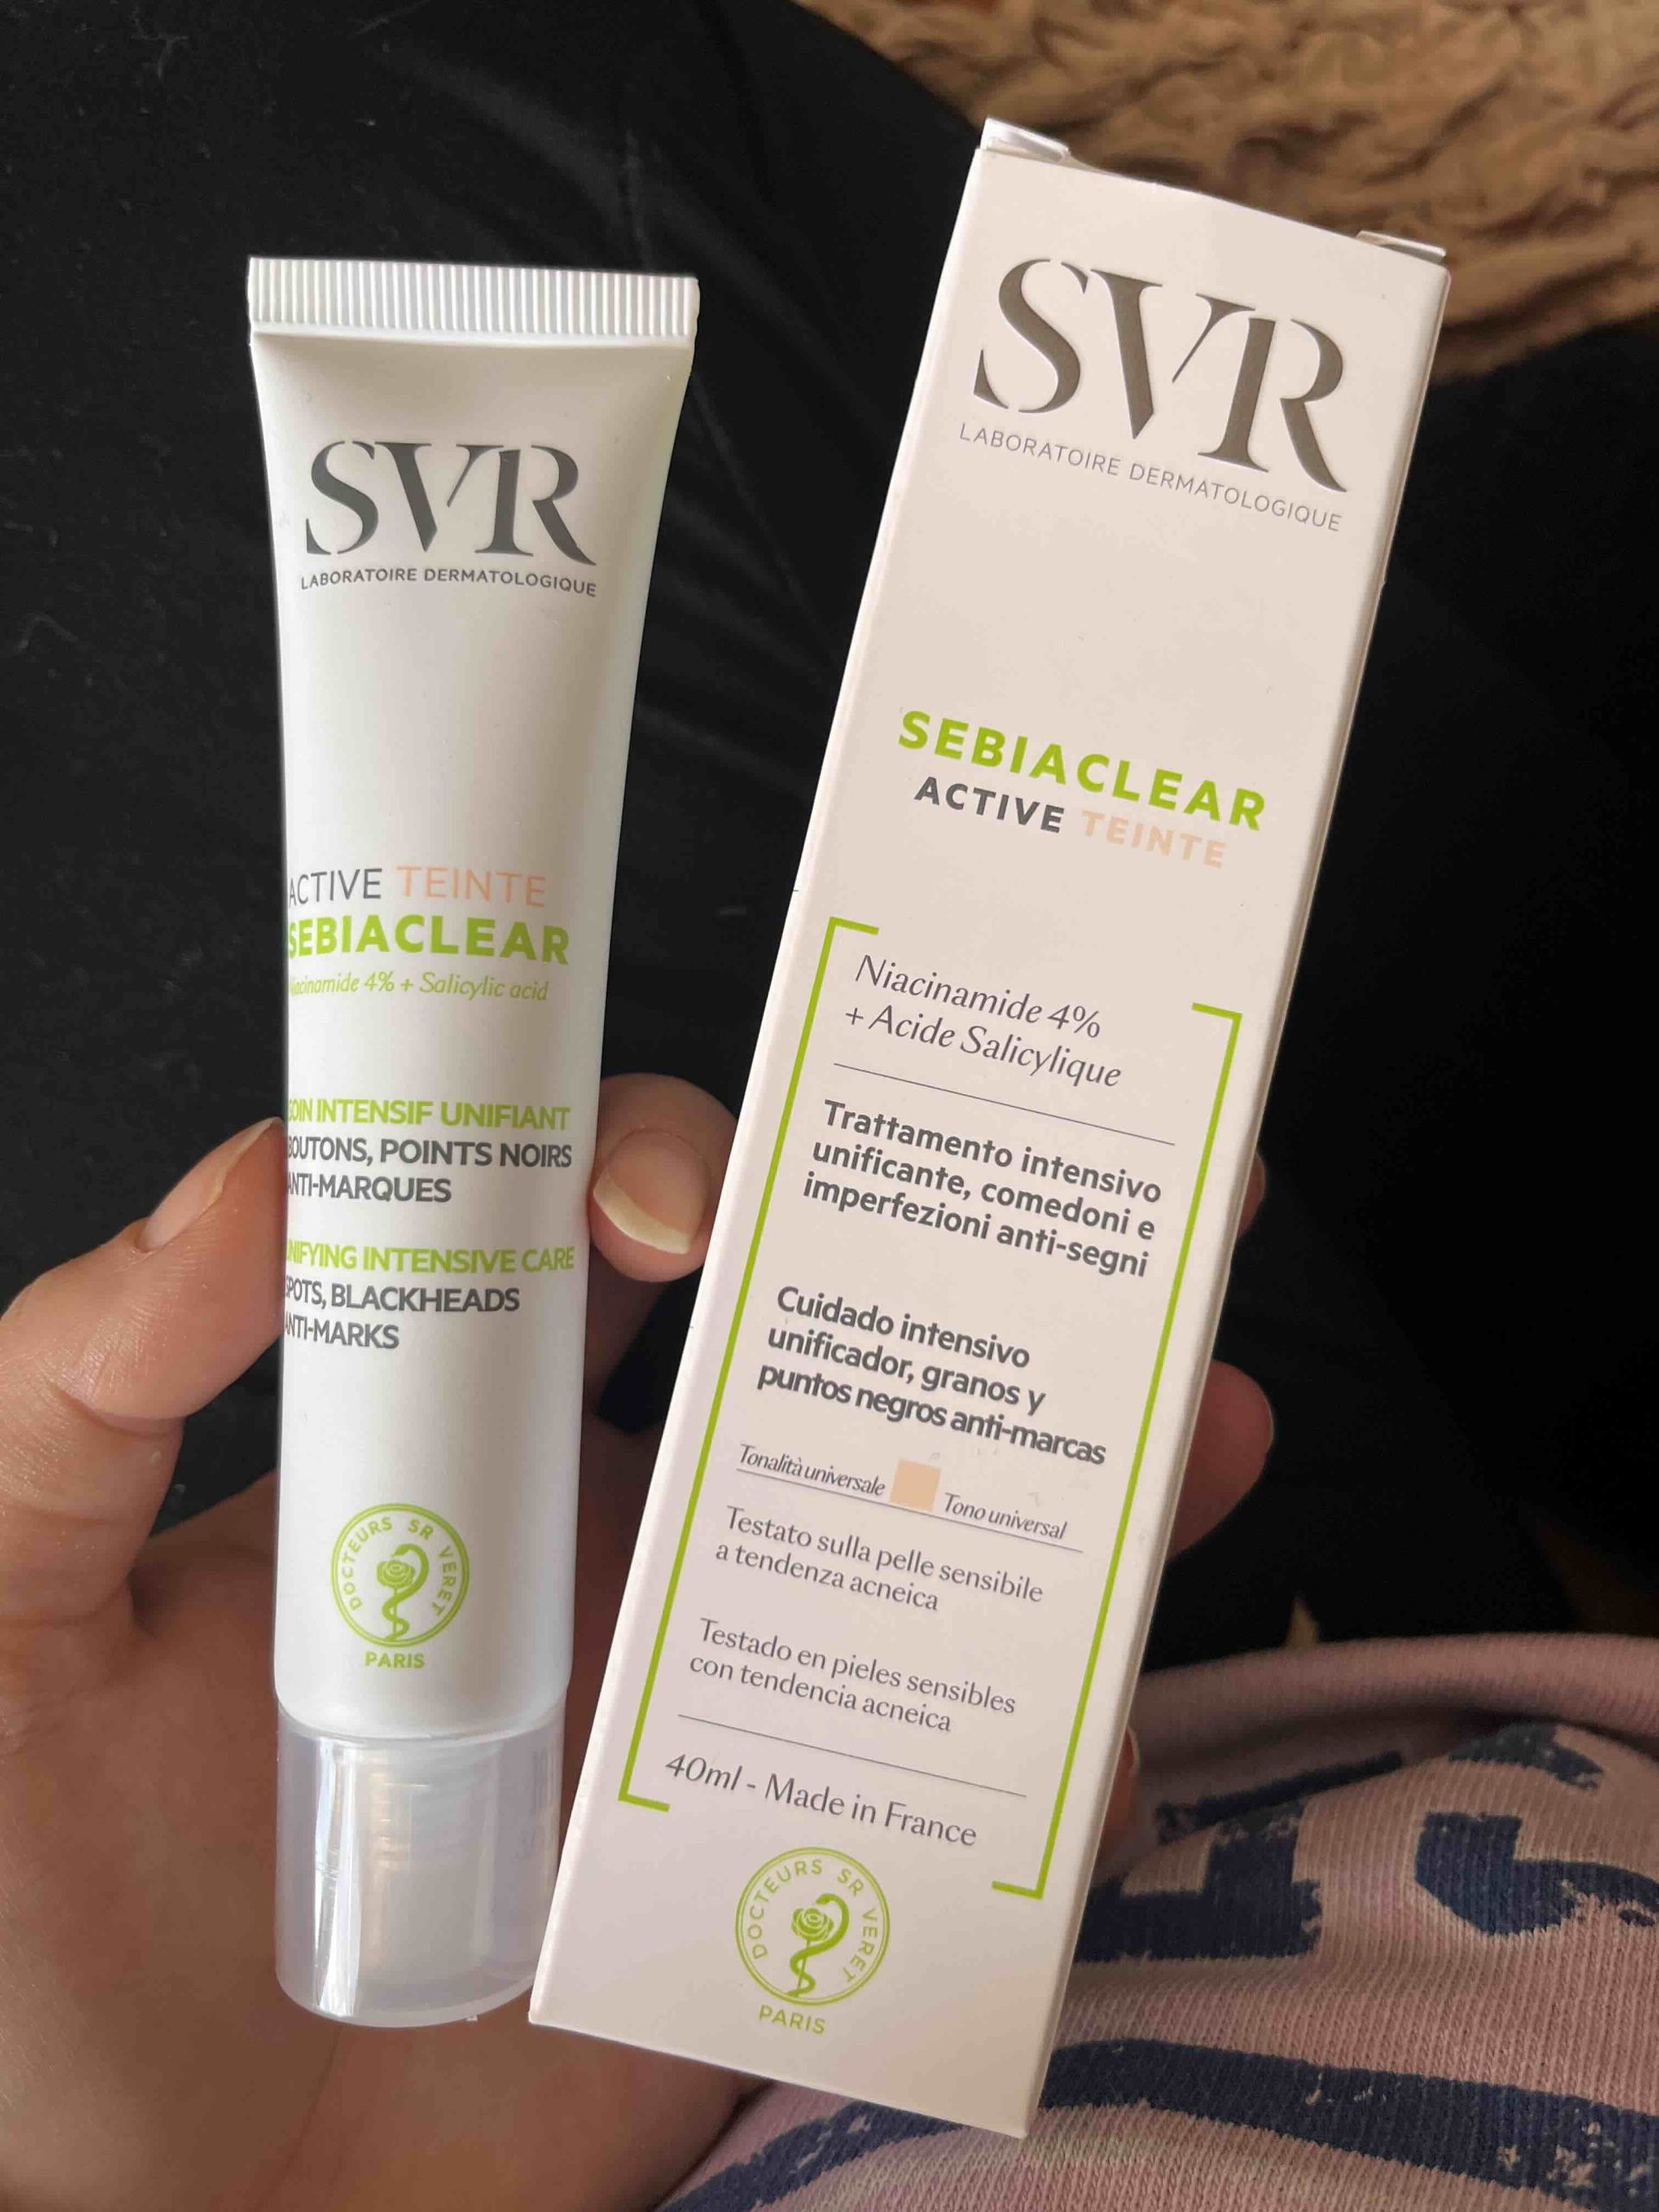 SVR
LABORATOIRE DERMATOLOGIQUE
ACTIVE TEINTE
SEBIACLEAR
Niacinamide 4% + Salicylic acid
SOIN INTENSIF UNIFIANT
BOUTONS, POINTS NOIRS
ANTI-MARQUES
UNIFYING INTENSIVE CARE
SPOTS, BLACKHEADS
ANTI-MARKS
DOCTEURS SR VERET
PARIS
SVR
LABORATOIRE DERMATOLOGIQUE
SEBIACLEAR
ACTIVE TEINTE
Niacinamide 4%
+ Acide Salicylique
Trattamento intensivo
unificante, comedoni e
imperfezioni anti-segni
Cuidado intensivo
unificador, granos y
puntos negros anti-marcas
Tonalità universale Tono universal
Testato sulla pelle sensibile
a tendenza acneica
Testado en pieles sensibles
con tendencia acneica
40ml - Made in France
DOCTEURS SR VERET
PARIS